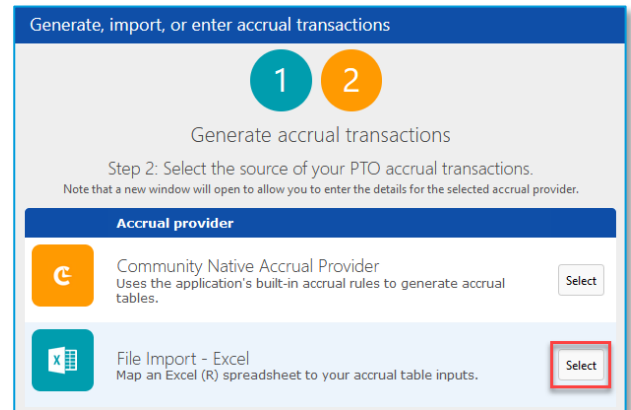 Generate, import, or enter accrual transactions
1 2
Generate accrual transactions
Step 2: Select the source of your PTO accrual transactions.
Note that a new window will open to allow you to enter the details for the selected accrual provider.
Accrual provider
Community Native Accrual Provider
Uses the application's built-in accrual rules to generate accrual
tables.
Select
File Import - Excel
Map an Excel (R) spreadsheet to your accrual table inputs.
Select